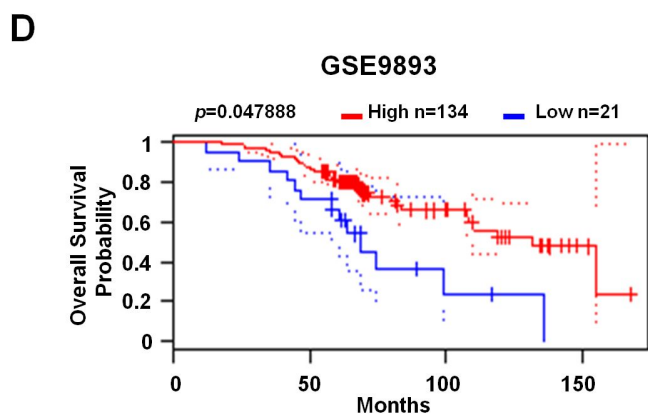 D
GSE9893
p=0.047888 High n=134 Low n=21
Overall Survival
Probability
1
0.8
0.6
0.4
0.2
0
0 50 100 150
Months